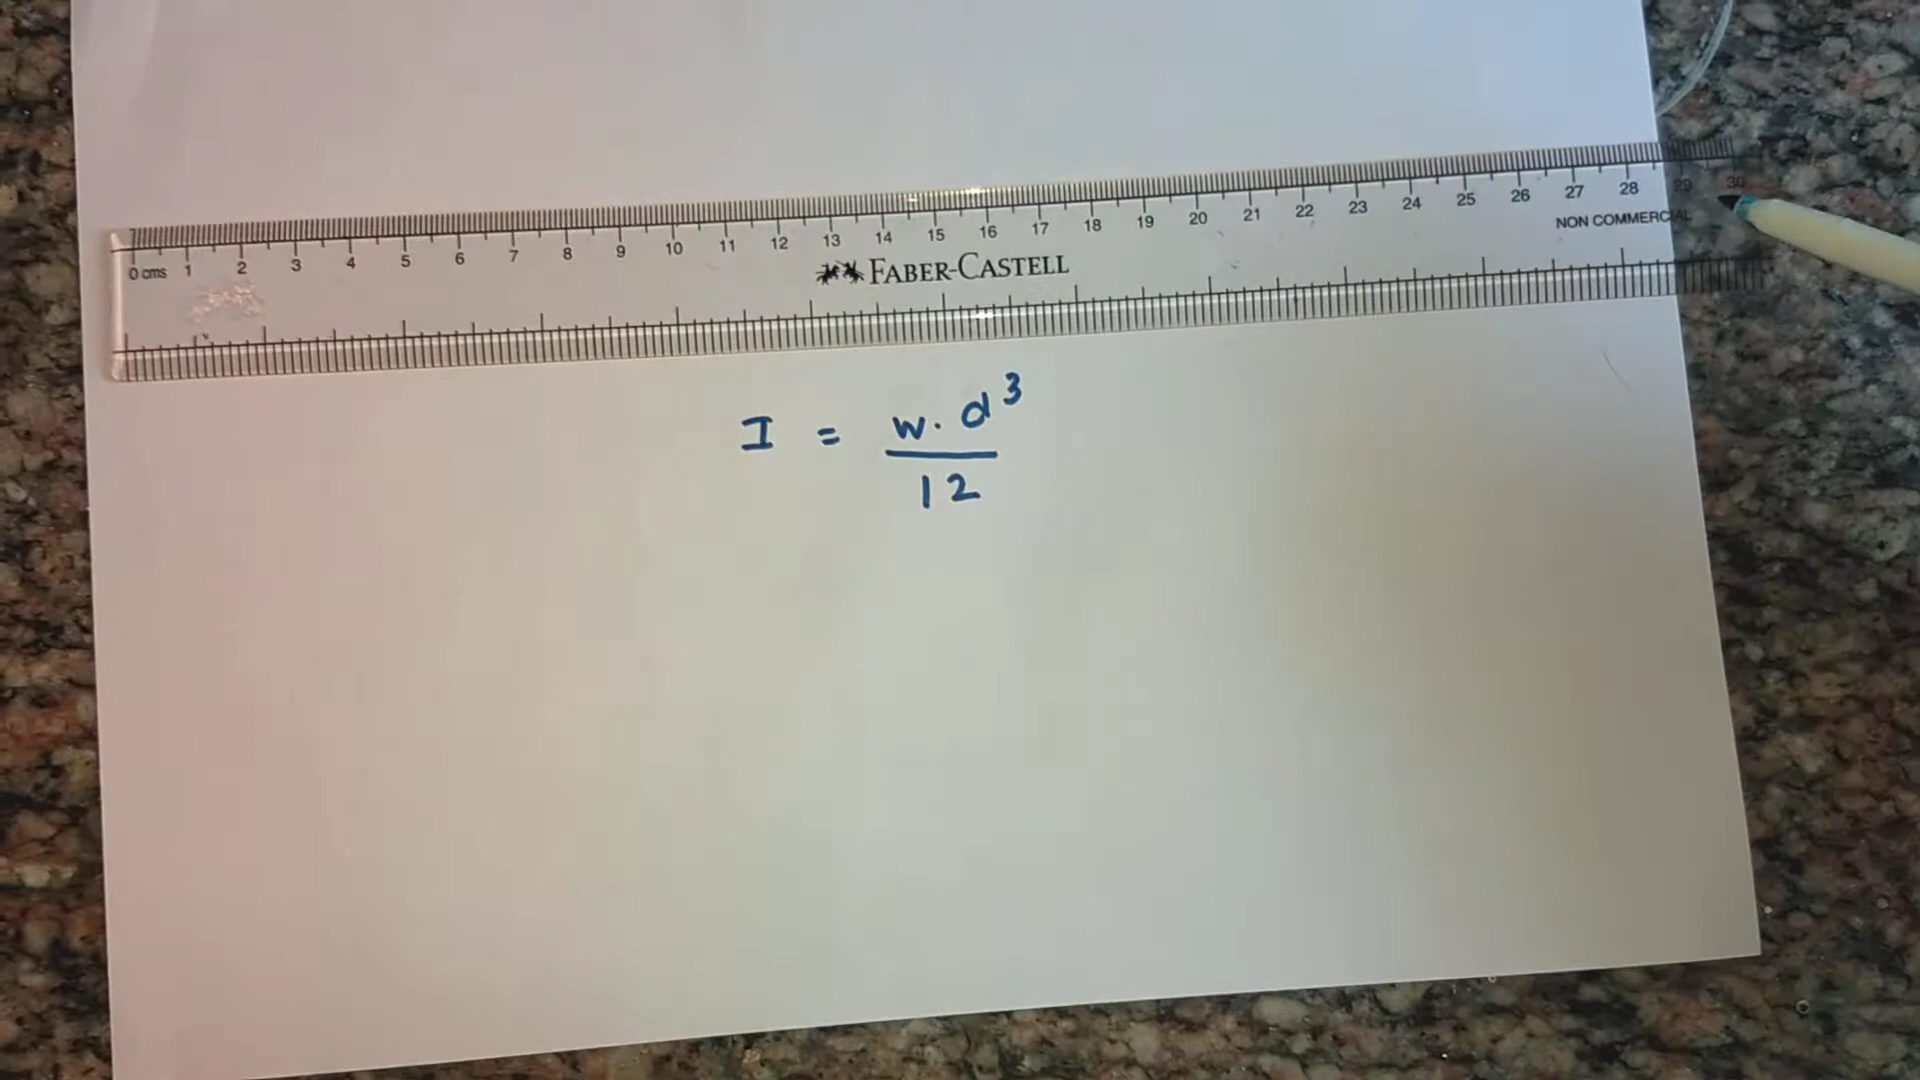 0 cms 1 2 3 4 5 6 7 8 9 10 11 12 13 14 15 16 17 18 19 20 21 22 23 24 25 26 27 28 29 30
NON COMMERCIAL
FABER-CASTELL
I = w. d³
12